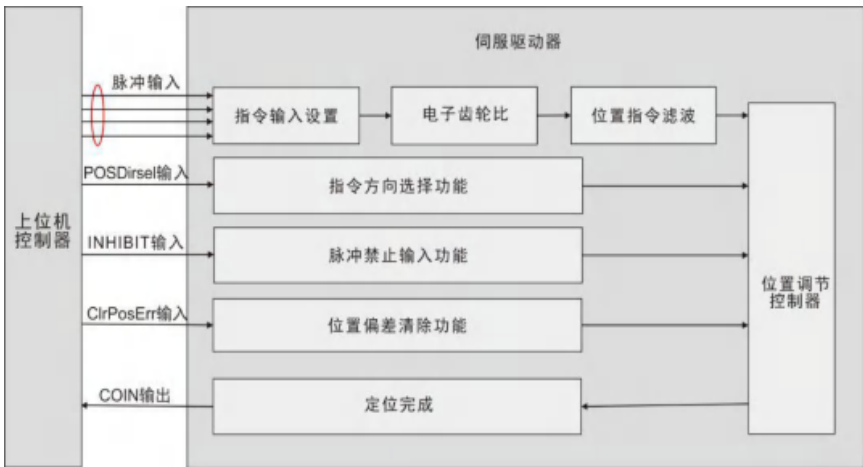 伺服驱动器
脉冲输入
指令输入设置
电子齿轮比
位置指令滤波
POSDirsel输入
指令方向选择功能
上位机
控制器
INHIBIT输入
脉冲禁止输入功能
位置调节
控制器
ClrPosErr输入
位置偏差清除功能
COIN输出
定位完成